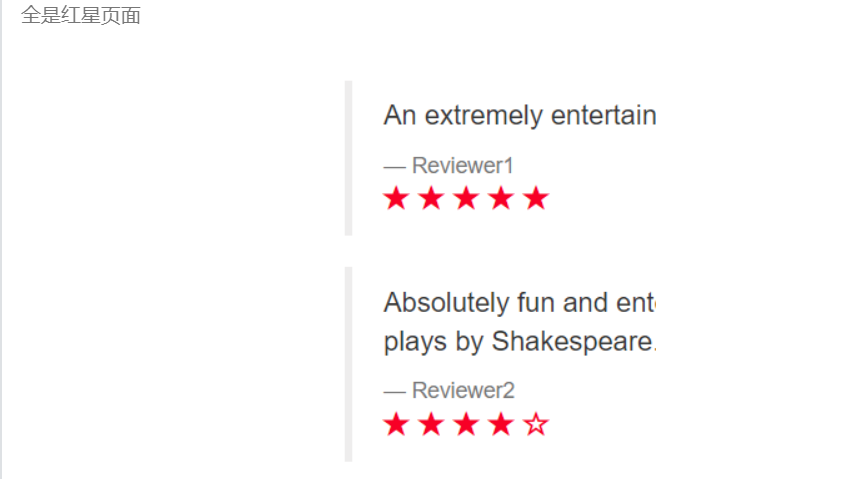 全是红星页面
An extremely entertain
— Reviewer1
★ ★ ★ ★ ★
Absolutely fun and ent
plays by Shakespeare.
— Reviewer2
★ ★ ★ ★ ☆